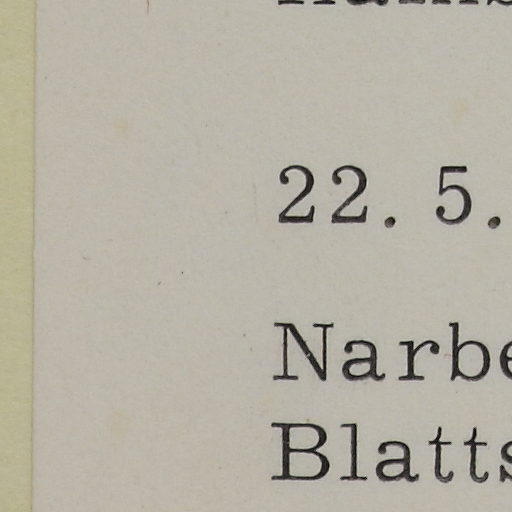 22. 5.
Narbe
Blatts